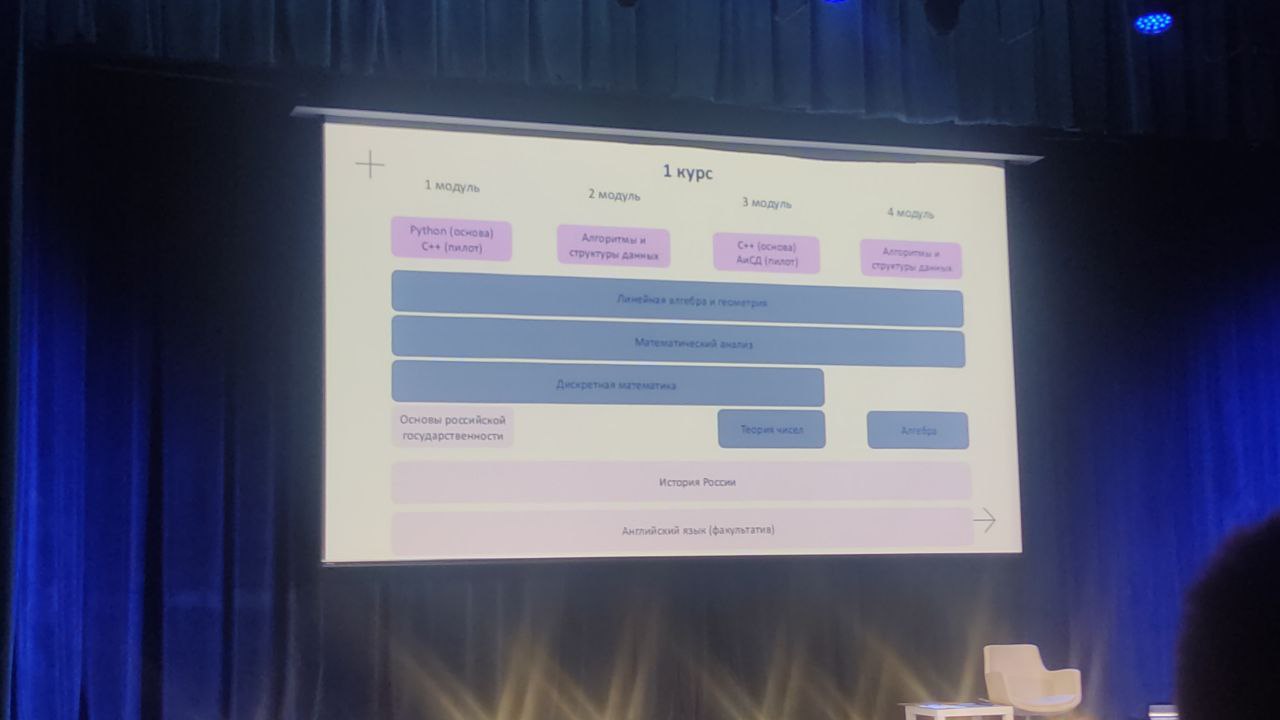 1 курс
1 модуль
2 модуль
3 модуль
4 модуль
Python (основа)
C++ (пилот)
Алгоритмы и
структуры данных
C++ (основа)
АиСД (пилот)
Алгоритмы и
структуры данных
Линейная алгебра и геометрия
Математический анализ
Дискретная математика
Основы российской
государственности
Теория чисел
Алгебра
История России
Английский язык (факультатив)